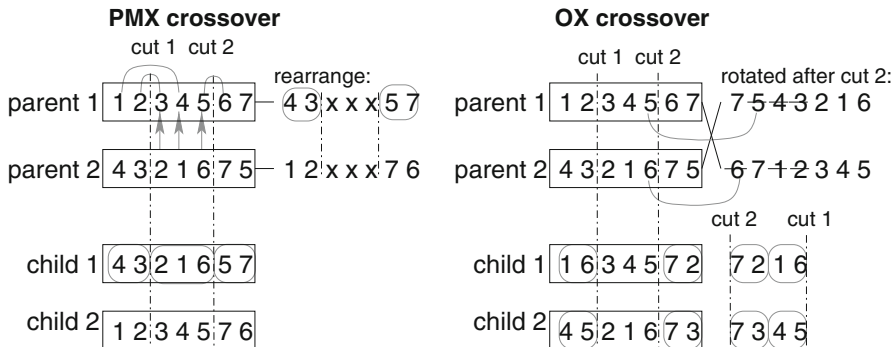 PMX crossover
cut 1 cut 2
rearrange:
parent 1 1 2 3 4 5 6 7 4 3 x x x 5 7
parent 2 4 3 2 1 6 7 5 1 2 x x x 7 6
child 1 4 3 2 1 6 5 7
child 2 1 2 3 4 5 7 6
OX crossover
cut 1 cut 2
rotated after cut 2:
parent 1 1 2 3 4 5 6 7 7 5 4 3 2 1 6
parent 2 4 3 2 1 6 7 5 6 7 1 2 3 4 5
cut 2 cut 1
child 1 1 6 3 4 5 7 2 7 2 1 6
child 2 4 5 2 1 6 7 3 7 3 4 5